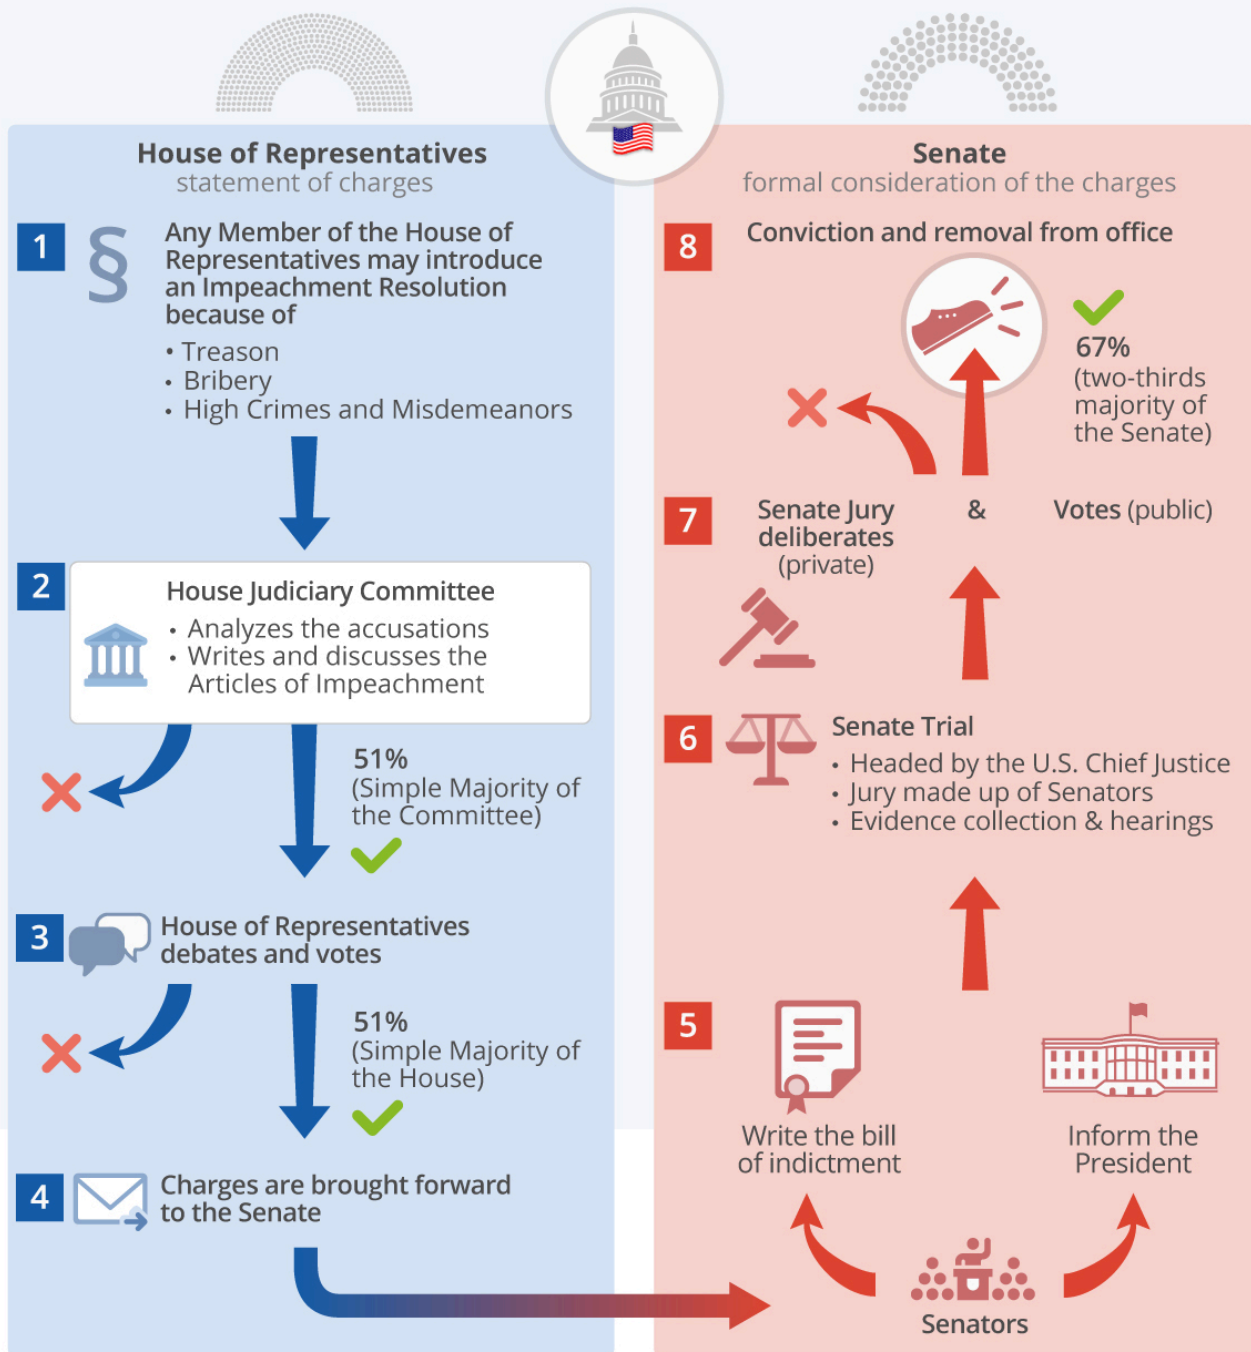 House of Representatives
statement of charges
1
§
Any Member of the House of
Representatives may introduce
an Impeachment Resolution
because of
• Treason
• Bribery
• High Crimes and Misdemeanors
2
House Judiciary Committee
• Analyzes the accusations
• Writes and discusses the
Articles of Impeachment
51%
(Simple Majority of
the Committee)
3
House of Representatives
debates and votes
51%
(Simple Majority of
the House)
4
Charges are brought forward
to the Senate
Senate
formal consideration of the charges
8
Conviction and removal from office
67%
(two-thirds
majority of
the Senate)
7
Senate Jury
deliberates
(private)
&
Votes (public)
6
Senate Trial
• Headed by the U.S. Chief Justice
• Jury made up of Senators
• Evidence collection & hearings
5
Write the bill
of indictment
Inform the
President
Senators